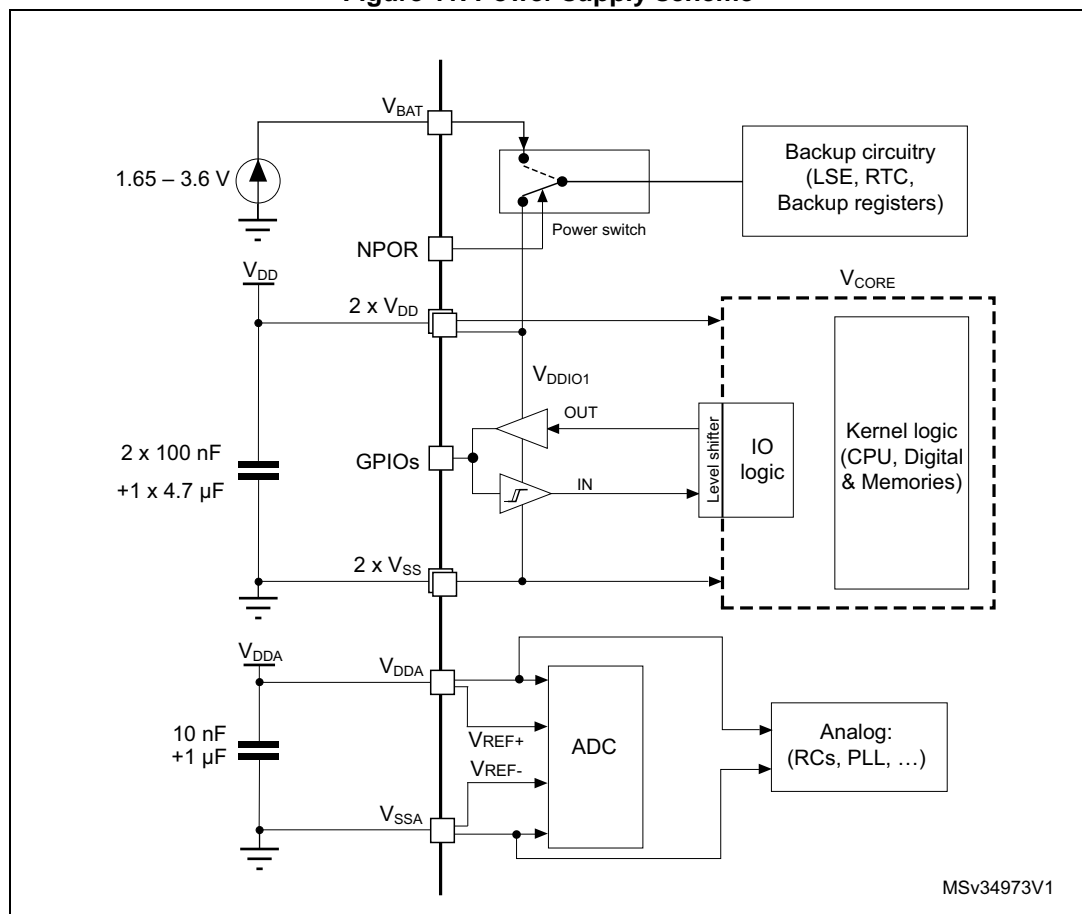 Figure Power supply scheme
VBAT
1.65 – 3.6 V
Power switch
Backup circuitry
(LSE, RTC,
Backup registers)
NPOR
VDD
2 x VDD
VCORE
VDDIO1
OUT
2 x 100 nF
+1 x 4.7 µF
GPIOs
IN
Level shifter
IO
logic
Kernel logic
(CPU, Digital
& Memories)
2 x VSS
VDDA
VDDA
10 nF
+1 µF
VREF+
VREF-
ADC
Analog:
(RCs, PLL, …)
VSSA
MSv34973V1